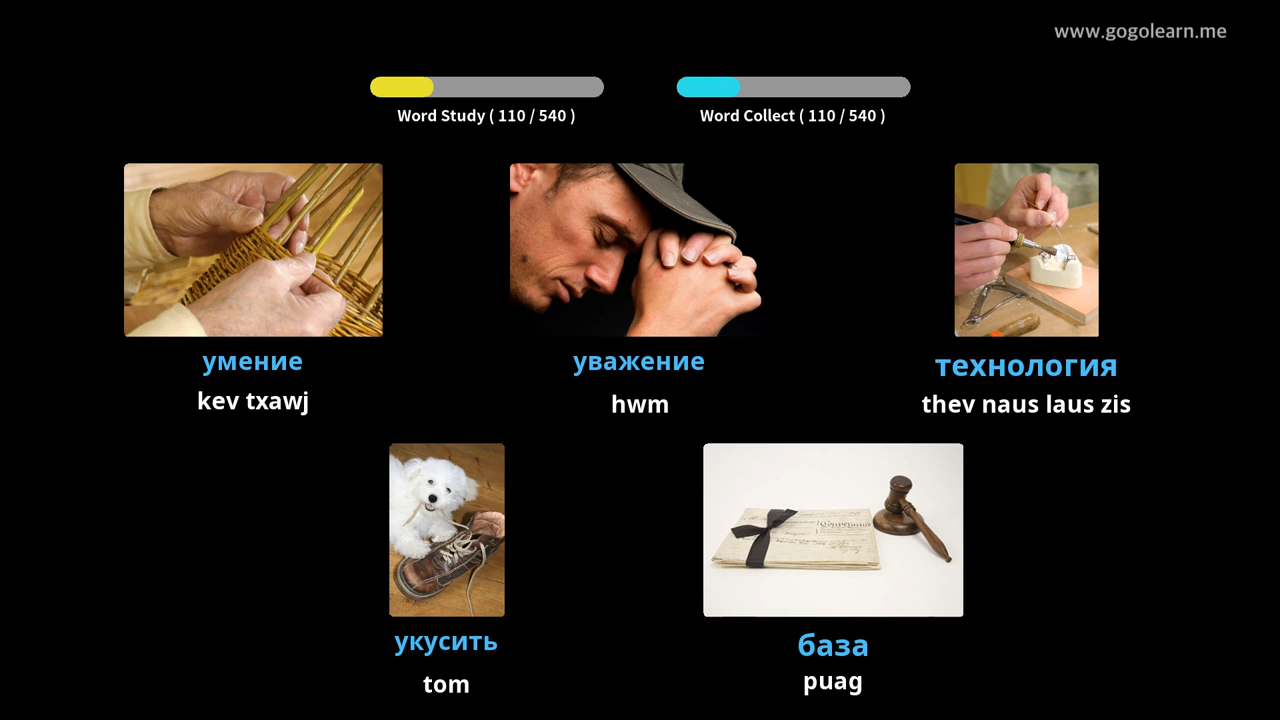 www.gogolearn.me
Word Study ( 110 / 540 )
Word Collect ( 110 / 540 )
умение
kev txawj
уважение
hwm
технология
thev naus laus zis
укусить
tom
база
puag